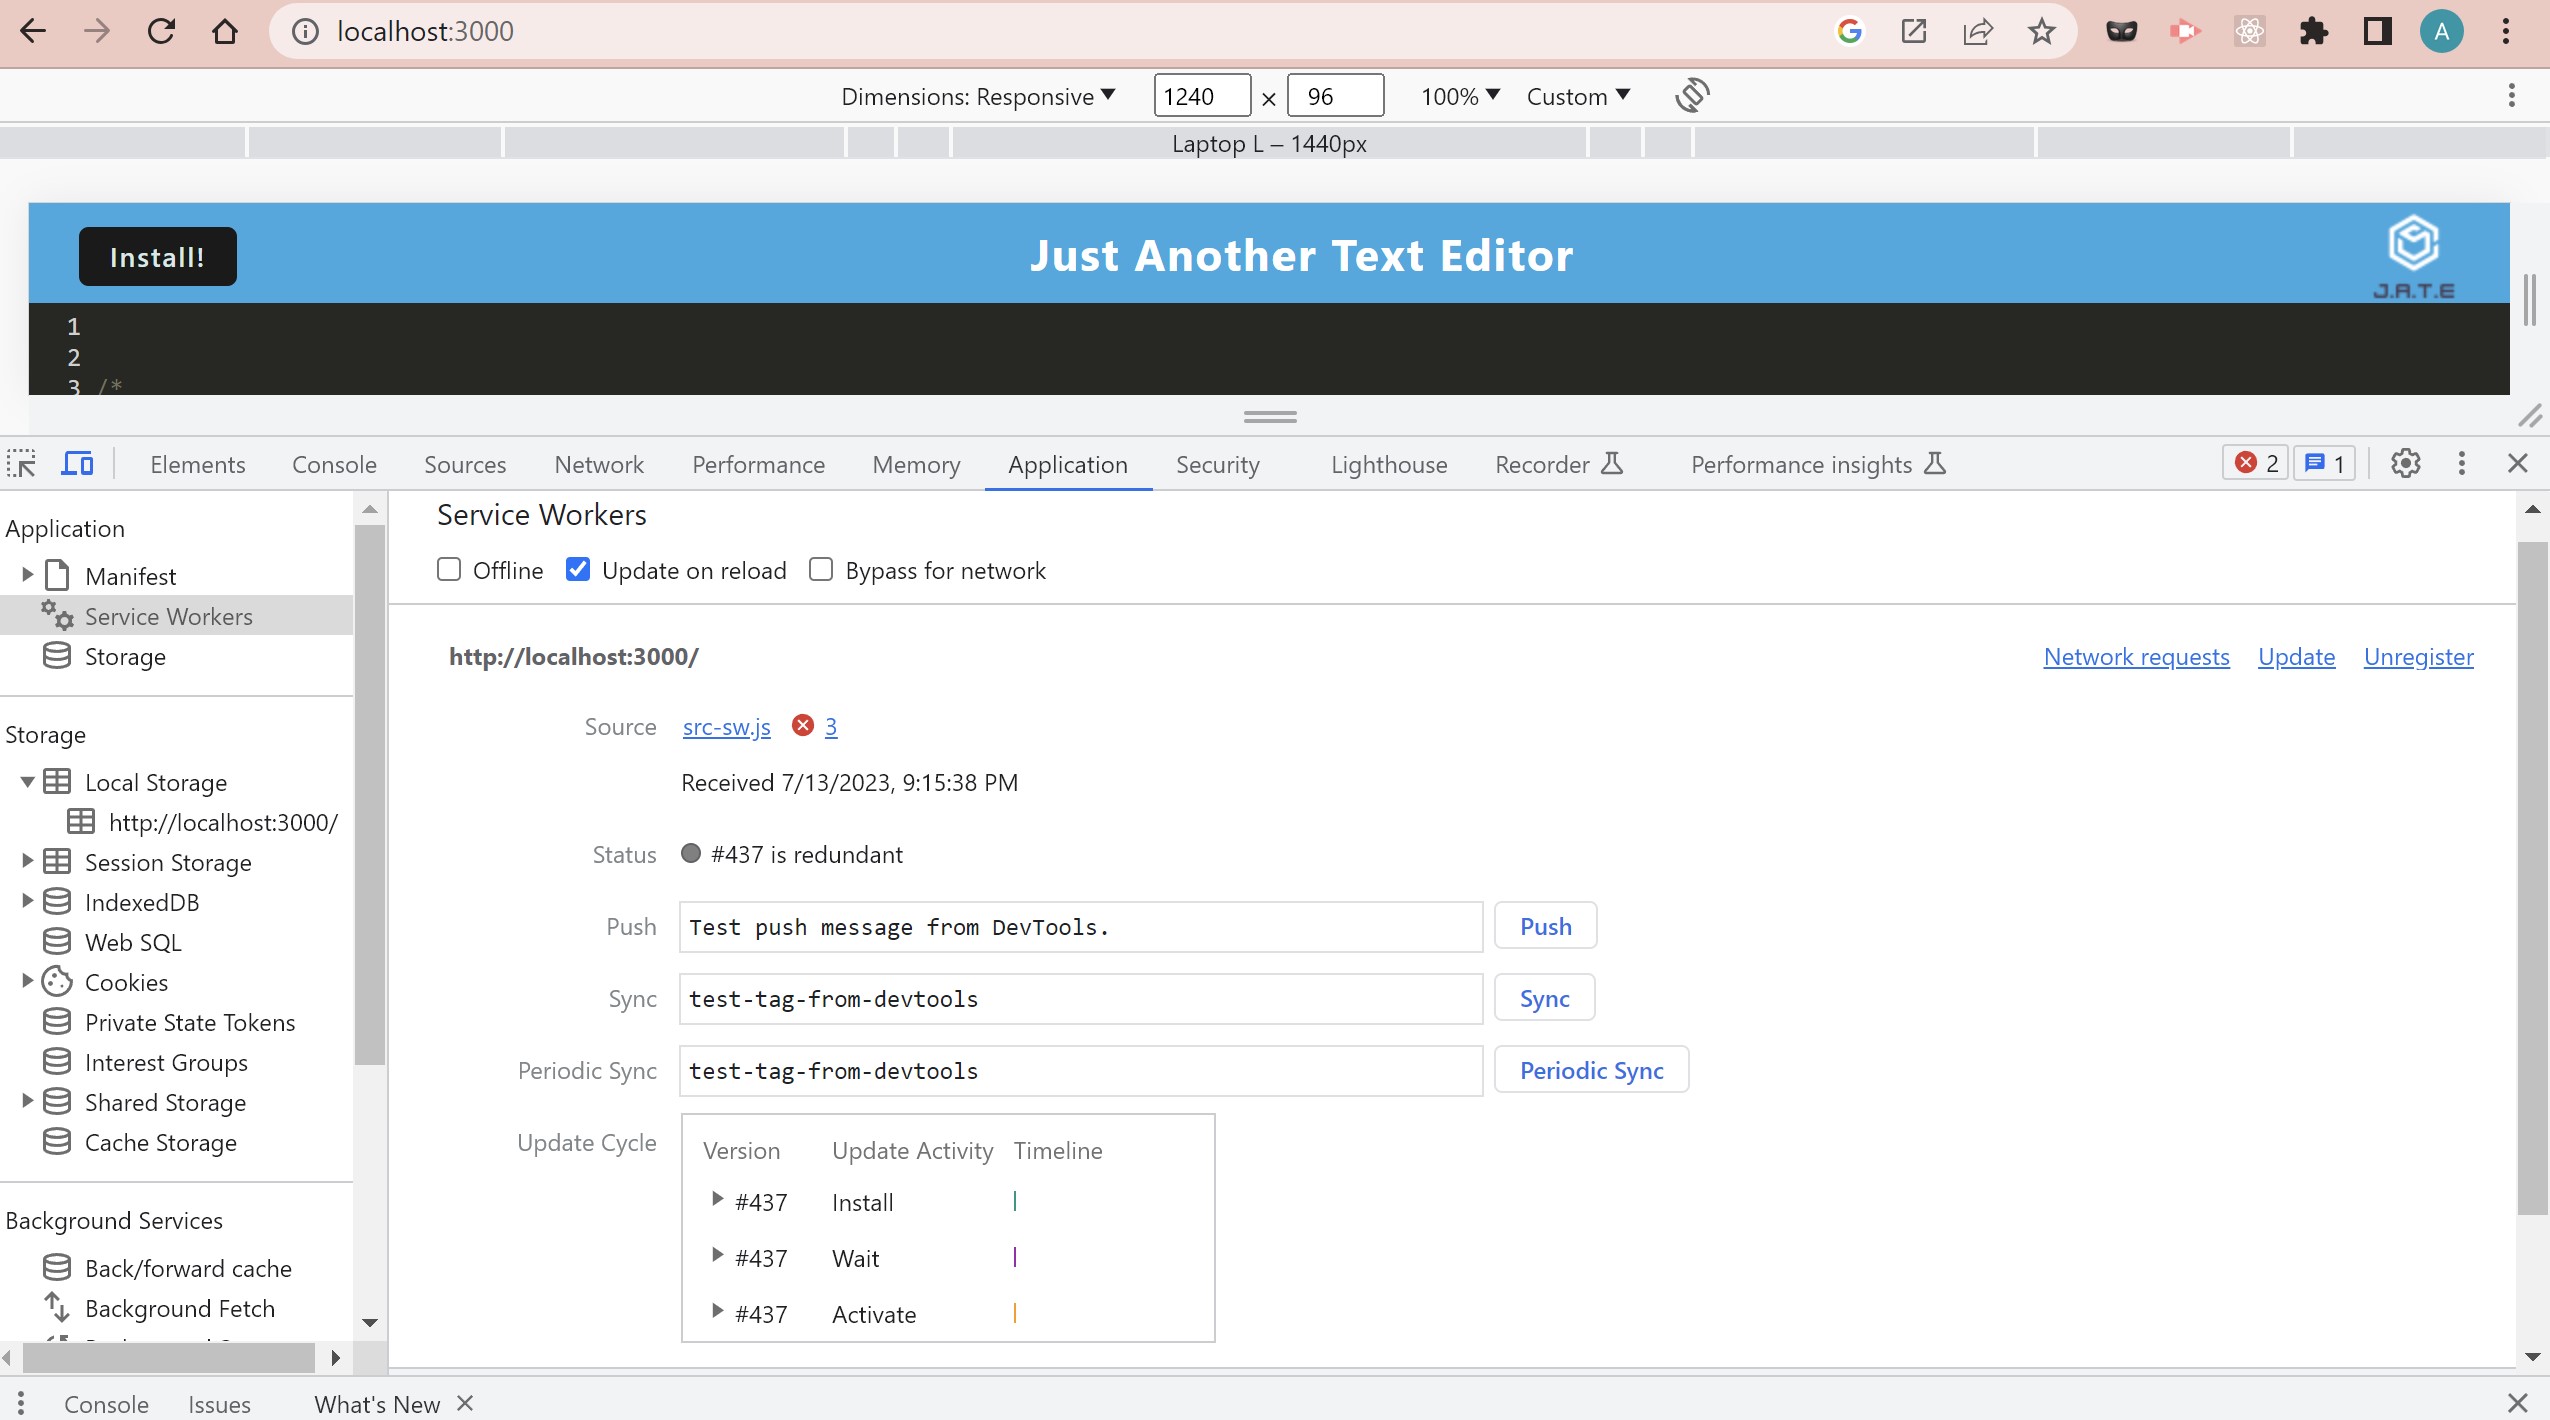 localhost:3000
A
Dimensions: Responsive 1240 × 96 100% Custom
Laptop L – 1440px
Install! Just Another Text Editor
J.A.T.E
1
2
3 /*
Elements Console Sources Network Performance Memory Application Security Lighthouse Recorder Performance insights 2 1
Application
Manifest
Service Workers
Storage
Storage
Local Storage
http://localhost:3000/
Session Storage
IndexedDB
Web SQL
Cookies
Private State Tokens
Interest Groups
Shared Storage
Cache Storage
Background Services
Back/forward cache
Background Fetch
Service Workers
Offline Update on reload Bypass for network
http://localhost:3000/ Network requests Update Unregister
Source src-sw.js 3
Received 7/13/2023, 9:15:38 PM
Status #437 is redundant
Push Test push message from DevTools. Push
Sync test-tag-from-devtools Sync
Periodic Sync test-tag-from-devtools Periodic Sync
Update Cycle Version Update Activity Timeline
#437 Install
#437 Wait
#437 Activate
Console Issues What's New